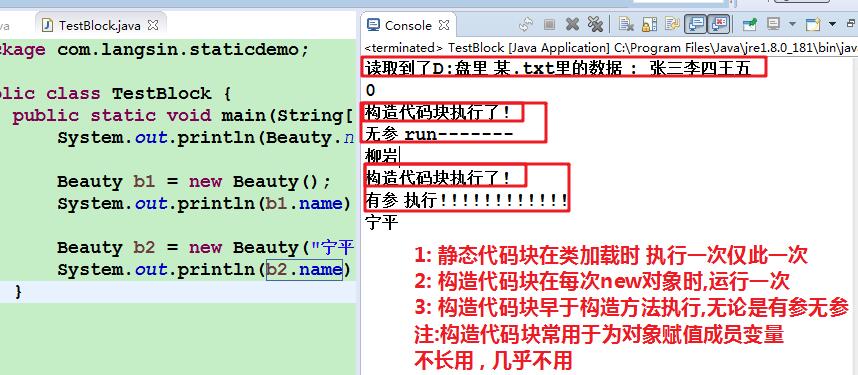 va
TestBlock.java
Console
<terminated> TestBlock [Java Application] C:\Program Files\Java\jre1.8.0_181\bin\java
ckage com.langsin.staticdemo;
blic class TestBlock {
public static void main(String[
System.out.println(Beauty.n
Beauty b1 = new Beauty();
System.out.println(b1.name)
Beauty b2 = new Beauty("宁平
System.out.println(b2.name)
}
读取到了D:盘里 某.txt里的数据 : 张三李四王五
0
构造代码块执行了!
无参 run-------
柳岩
构造代码块执行了!
有参 执行!!!!!!!!!!!!
宁平
1: 静态代码块在类加载时 执行一次仅此一次
2: 构造代码块在每次new对象时,运行一次
3: 构造代码块早于构造方法执行,无论是有参无参
注:构造代码块常用于为对象赋值成员变量
不长用 , 几乎不用